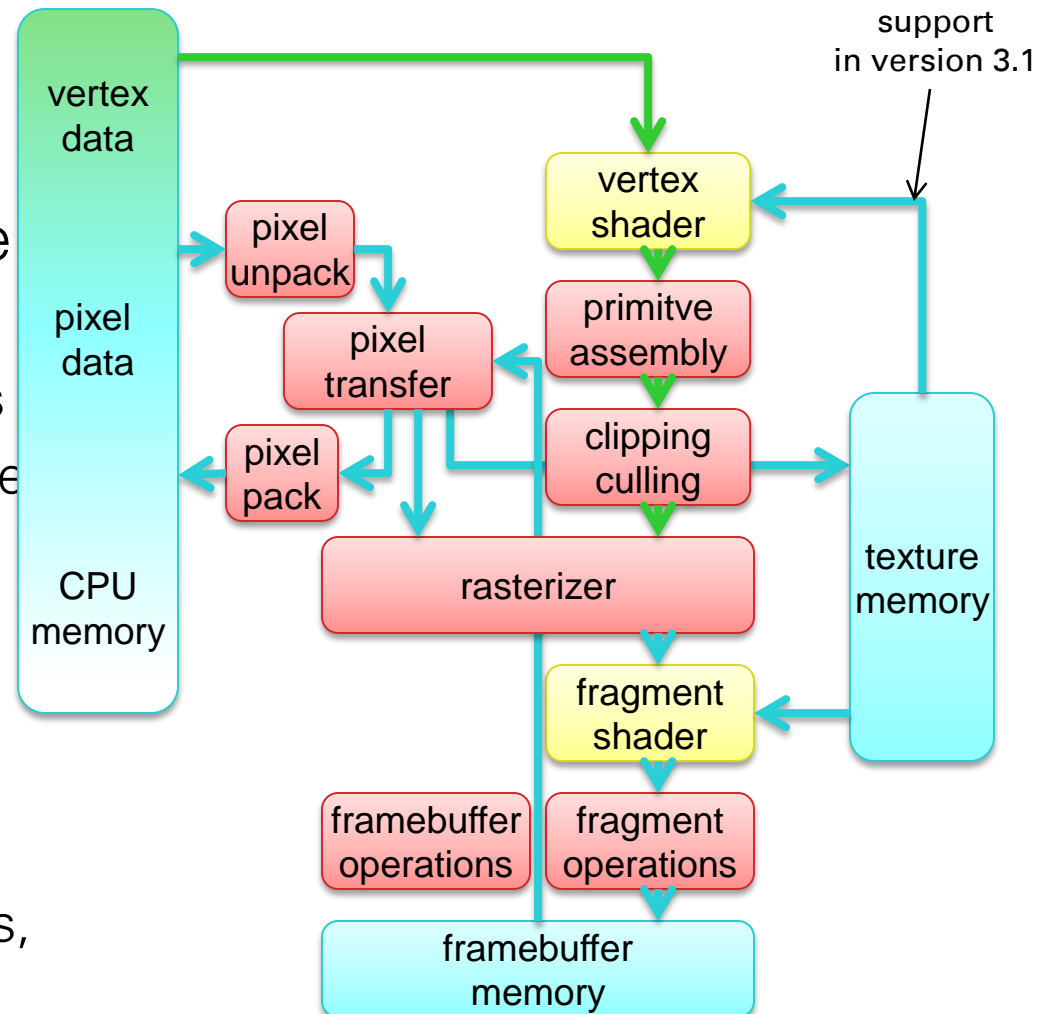 support
in version 3.1
vertex
data
vertex
shader
e
pixel
unpack
primitve
assembly
pixel
data
pixel
transfer
s
clipping
culling
pixel
pack
e
rasterizer
texture
memory
CPU
memory
fragment
shader
framebuffer
operations
fragment
operations
s,
framebuffer
memory